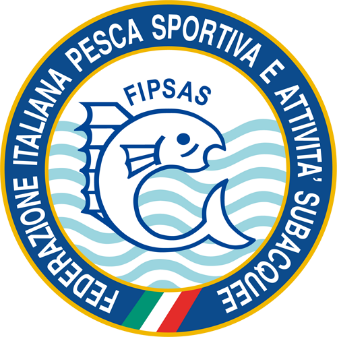 FEDERAZIONE ITALIANA PESCA SPORTIVA E ATTIVITA' SUBACQUEE
FIPSAS